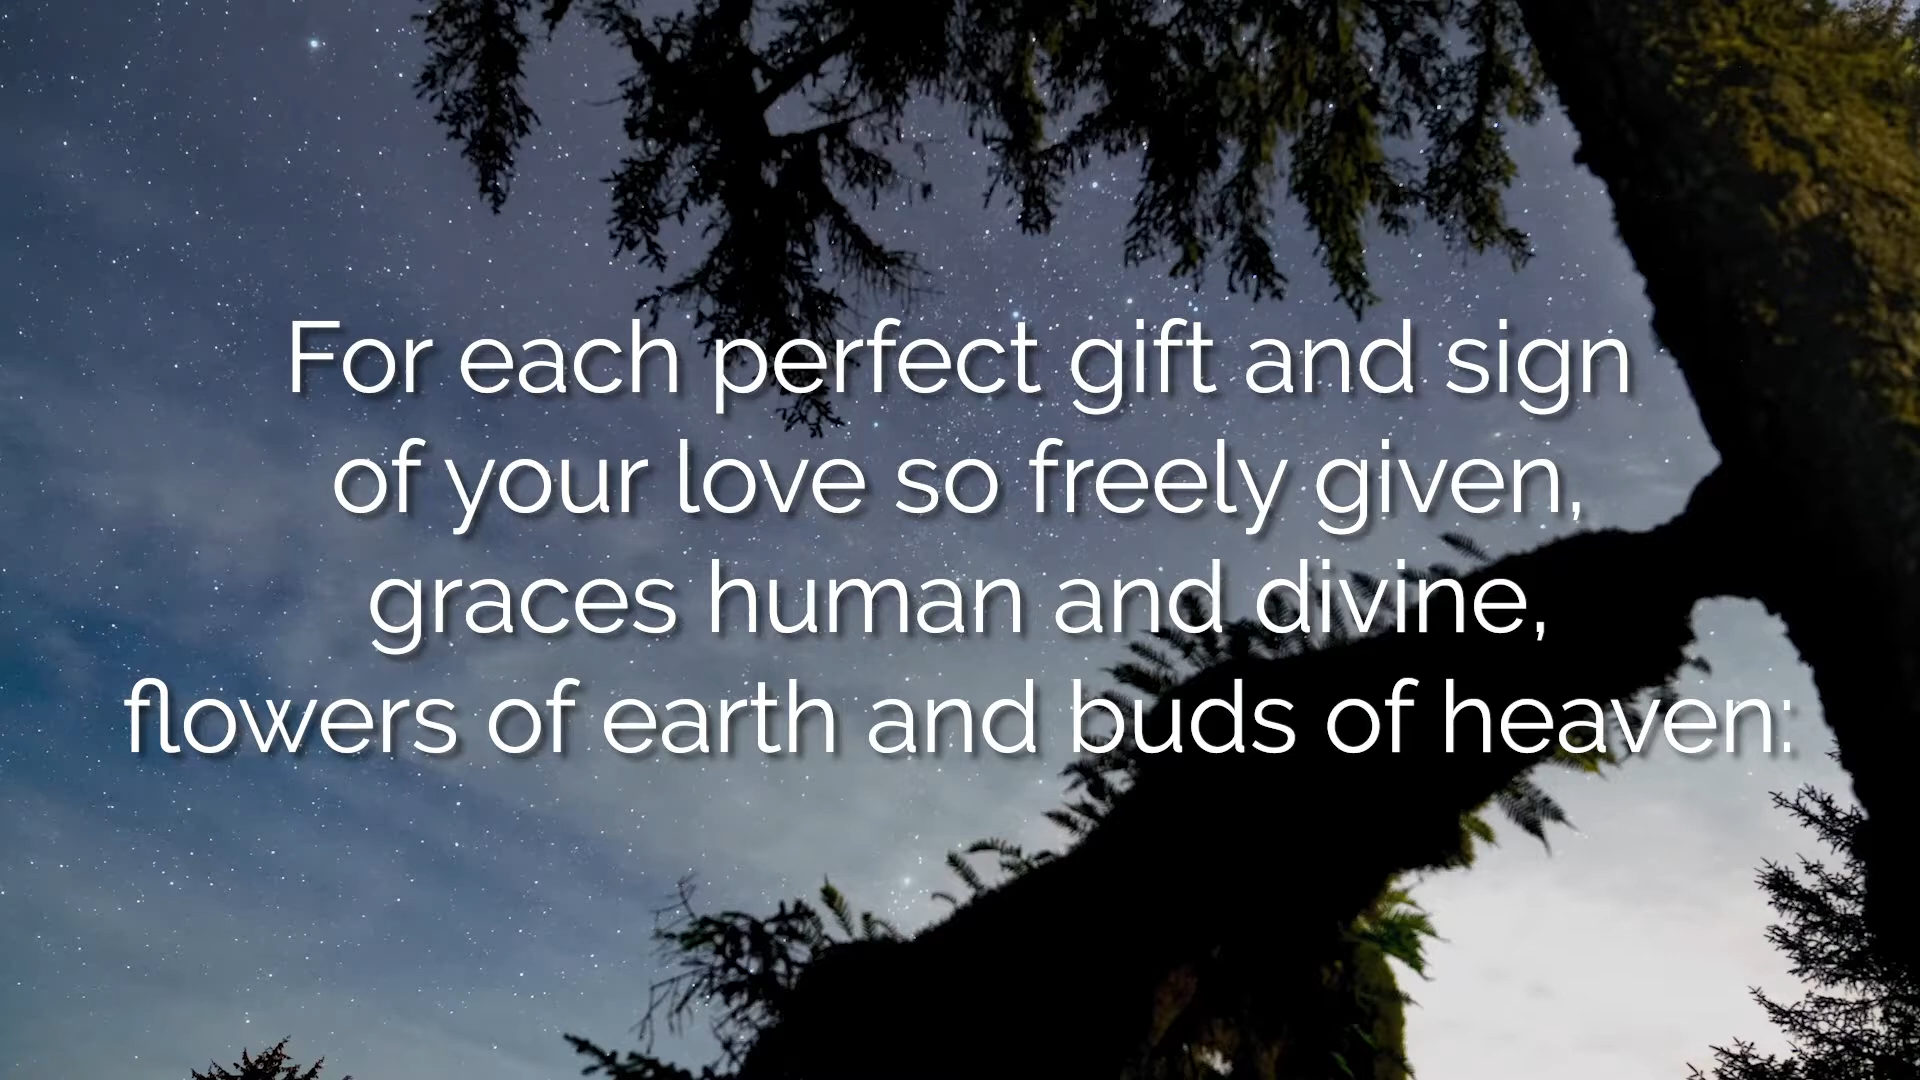 For each perfect gift and sign
of your love so freely given,
graces human and divine,
flowers of earth and buds of heaven: